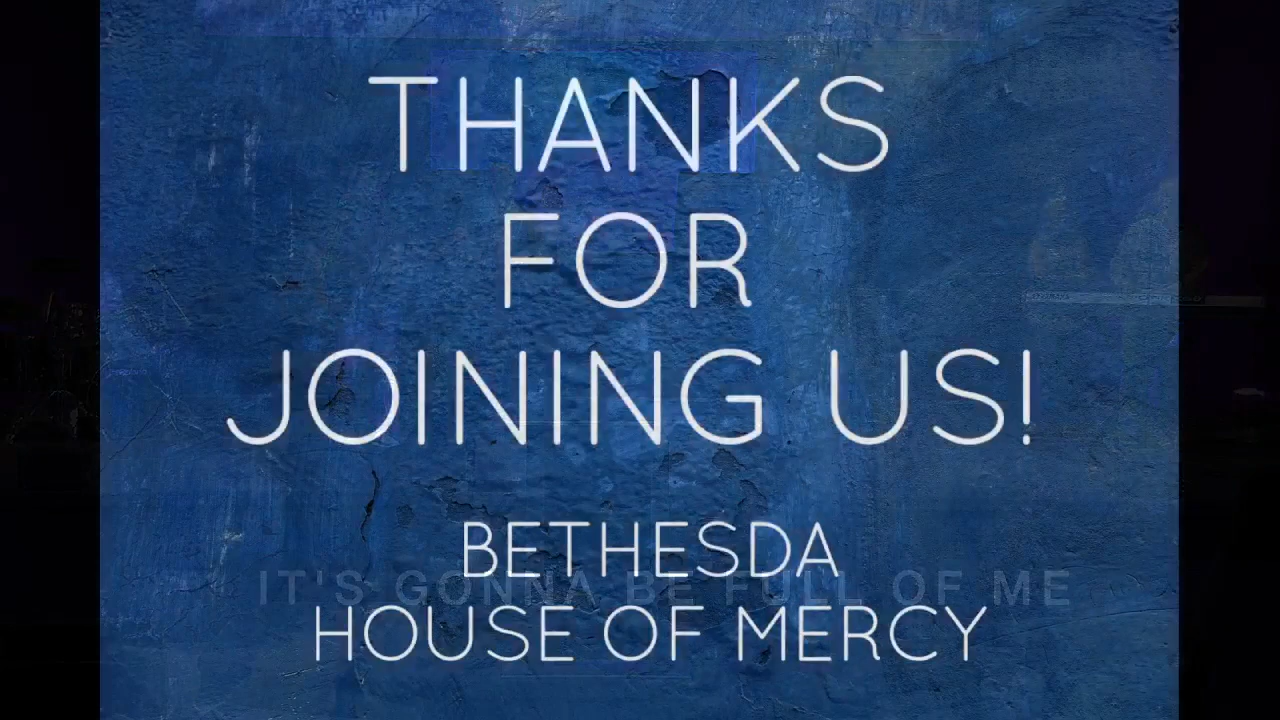 THANKS
FOR
JOINING US!
BETHESDA
IT'S GONNA BE FULL OF ME
HOUSE OF MERCY